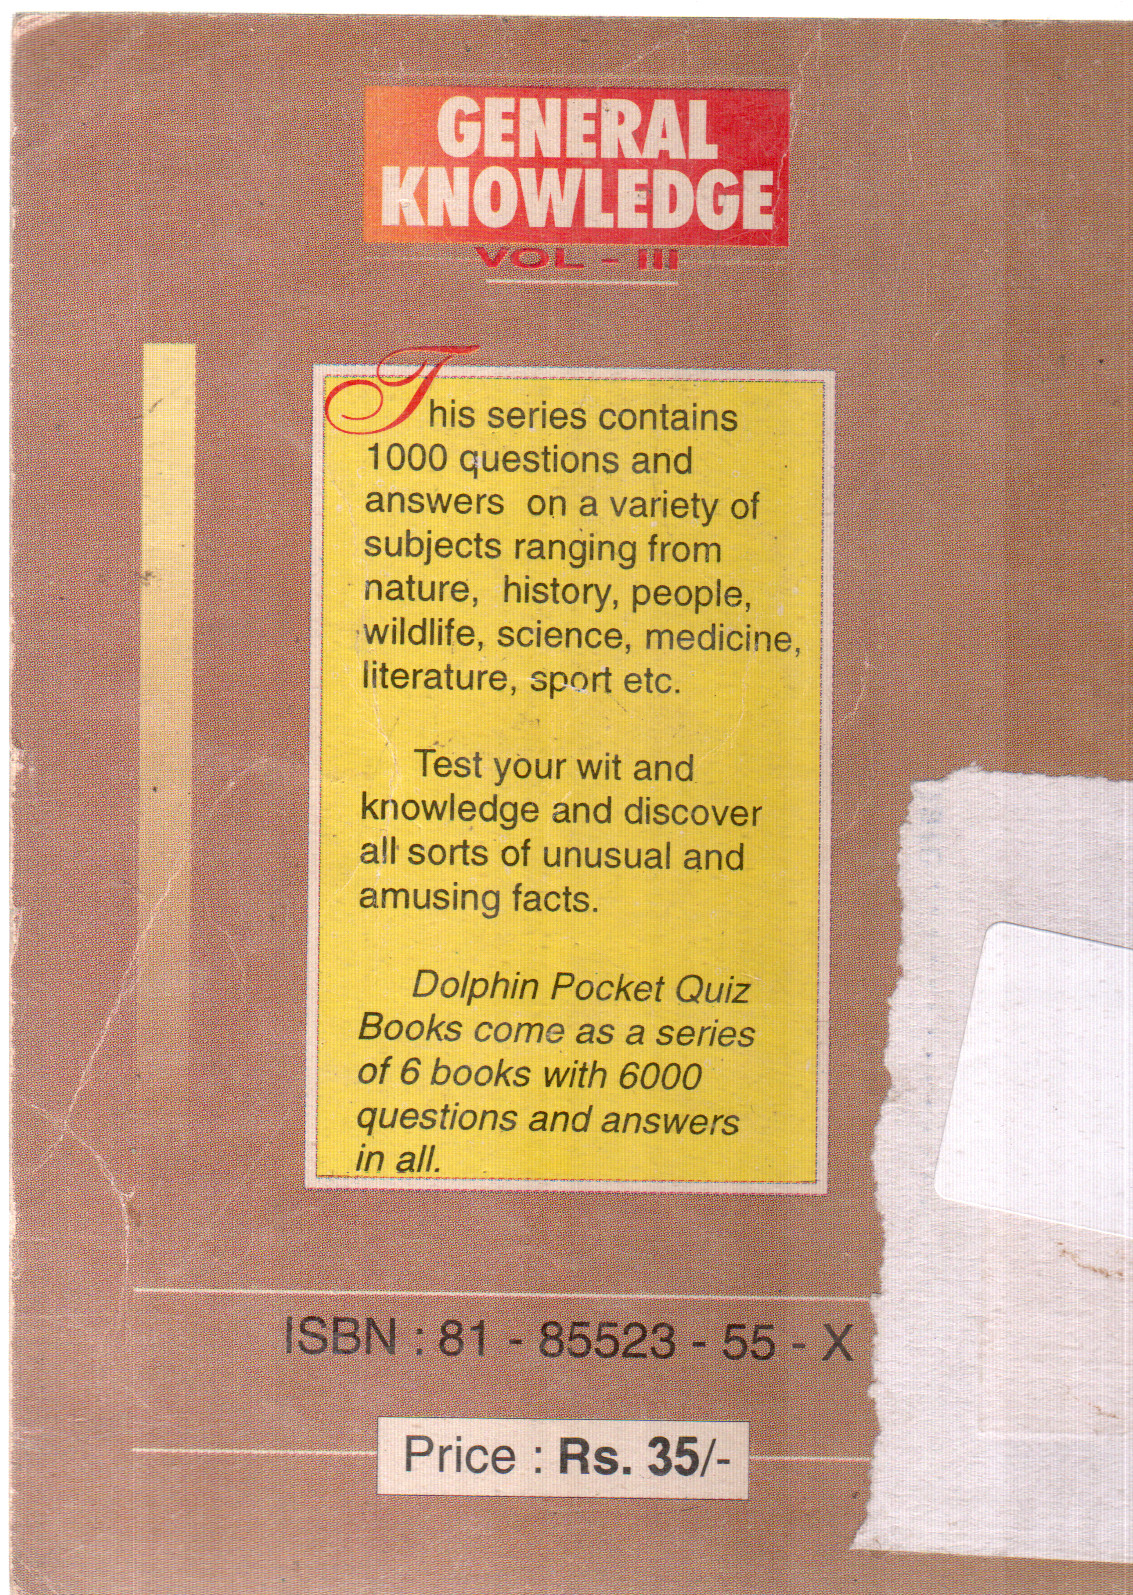 GENERAL
KNOWLEDGE
VOL - III
This series contains
1000 questions and
answers on a variety of
subjects ranging from
nature, history, people,
wildlife, science, medicine,
literature, sport etc.
Test your wit and
knowledge and discover
all sorts of unusual and
amusing facts.
Dolphin Pocket Quiz
Books come as a series
of 6 books with 6000
questions and answers
in all.
ISBN : 81 - 85523 - 55 - X
Price : Rs. 35/-